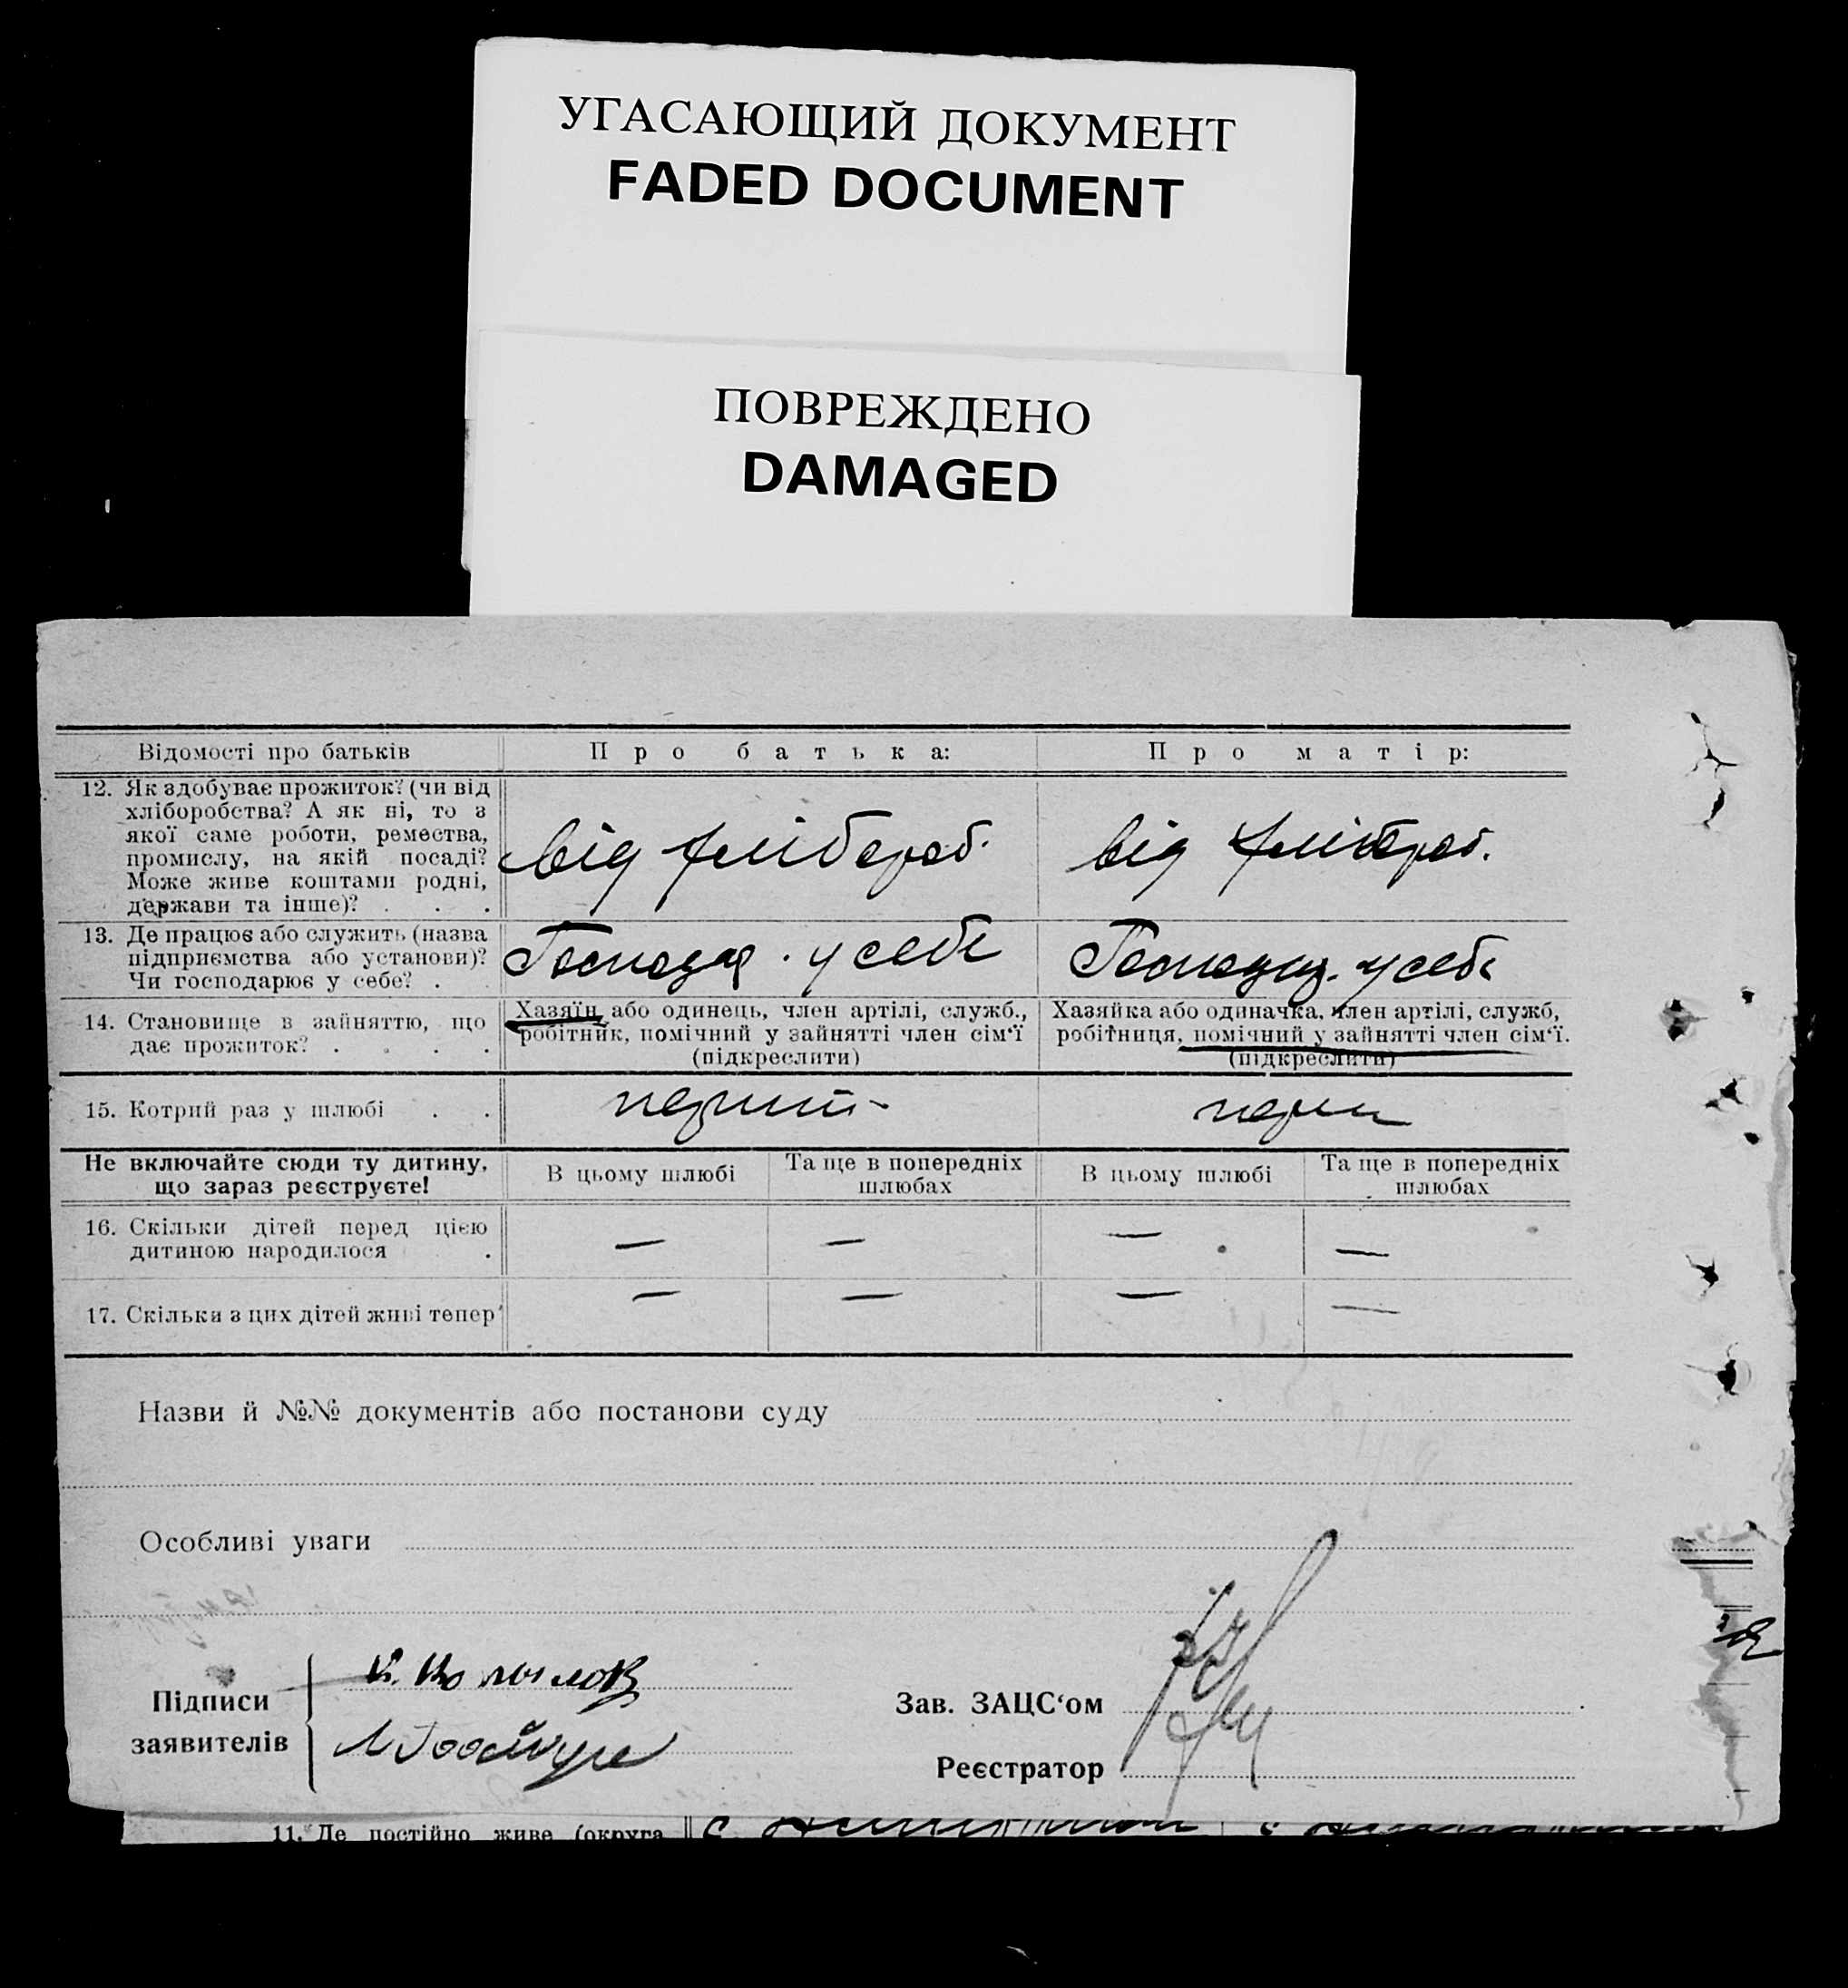 УГАСАЮЩИЙ ДОКУМЕНТ
FADED DOCUMENT
ПОВРЕЖДЕНО
DAMAGED
Відомості про батьків
Про батька:
Про матір:
12. Як здобуває прожиток? (чи від
хліборобства? А як ні, то з
якої саме роботи, ремества,
промислу, на якій посаді?
Може живе коштами родні,
держави та інше)? . . .
від хлібороб.
від хлібороб.
13. Де працює або служить (назва
підприємства або установи)?
Чи господарює у себе? .
Господар. у себе
Господар. у себе
14. Становище в зайняттю, що
дає прожиток? . . . .
Хазяїн, або одинець, член артілі, служб.,
робітник, помічний у зайнятті член сім'ї
(підкреслити)
Хазяйка або одиначка, член артілі, служб,
робітниця, помічний у зайнятті член сім'ї.
(підкреслити)
15. Котрий раз у шлюбі . .
перший
перш
Не включайте сюди ту дитину,
що зараз реєструєте!
В цьому шлюбі
Та ще в попередніх
шлюбах
В цьому шлюбі
Та ще в попередніх
шлюбах
16. Скільки дітей перед цією
дитиною народилося .
— — — —
17. Скільки з цих дітей живі тепер
— — — —
Назви й №№ документів або постанови суду
Особливі уваги
Підписи
заявителів
Зав. ЗАЦС'ом
Реєстратор
11. Де постійно живе (округа